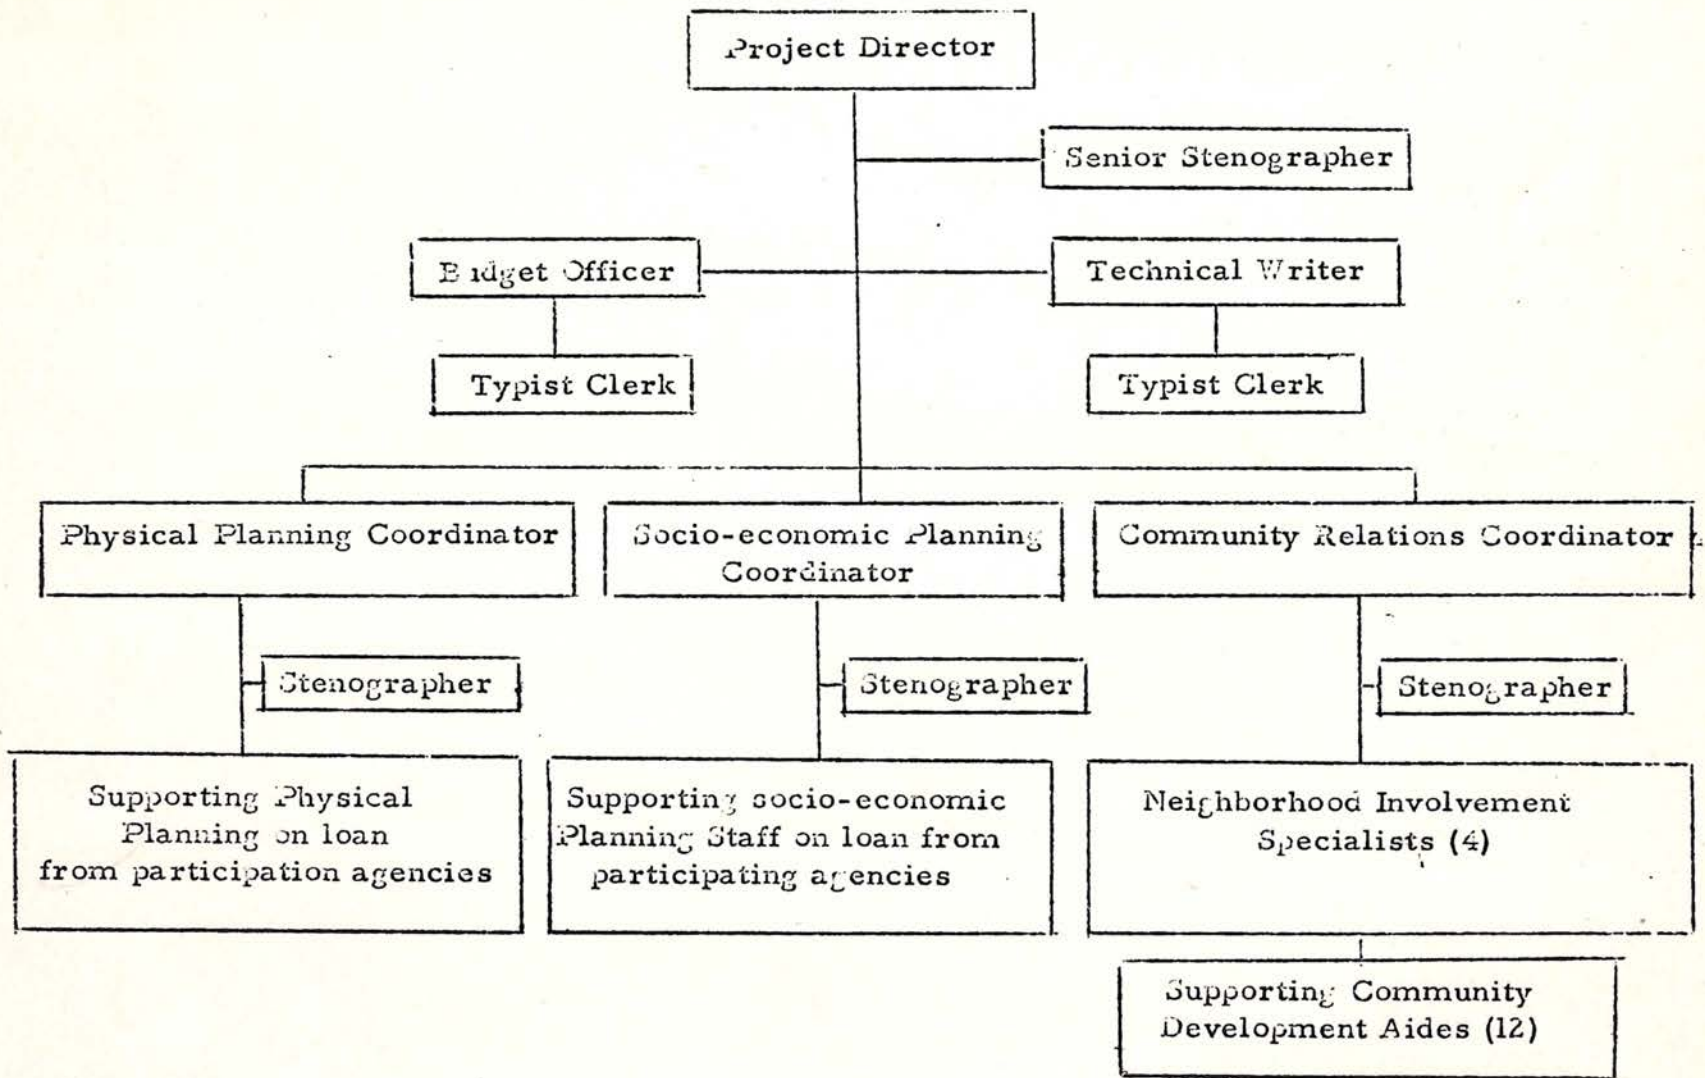 Project Director
Senior Stenographer
Budget Officer
Technical Writer
Typist Clerk
Typist Clerk
Physical Planning Coordinator
Socio-economic Planning
Coordinator
Community Relations Coordinator
Stenographer
Stenographer
Stenographer
Supporting Physical
Planning on loan
from participation agencies
Supporting socio-economic
Planning Staff on loan from
participating agencies
Neighborhood Involvement
Specialists (4)
Supporting Community
Development Aides (12)